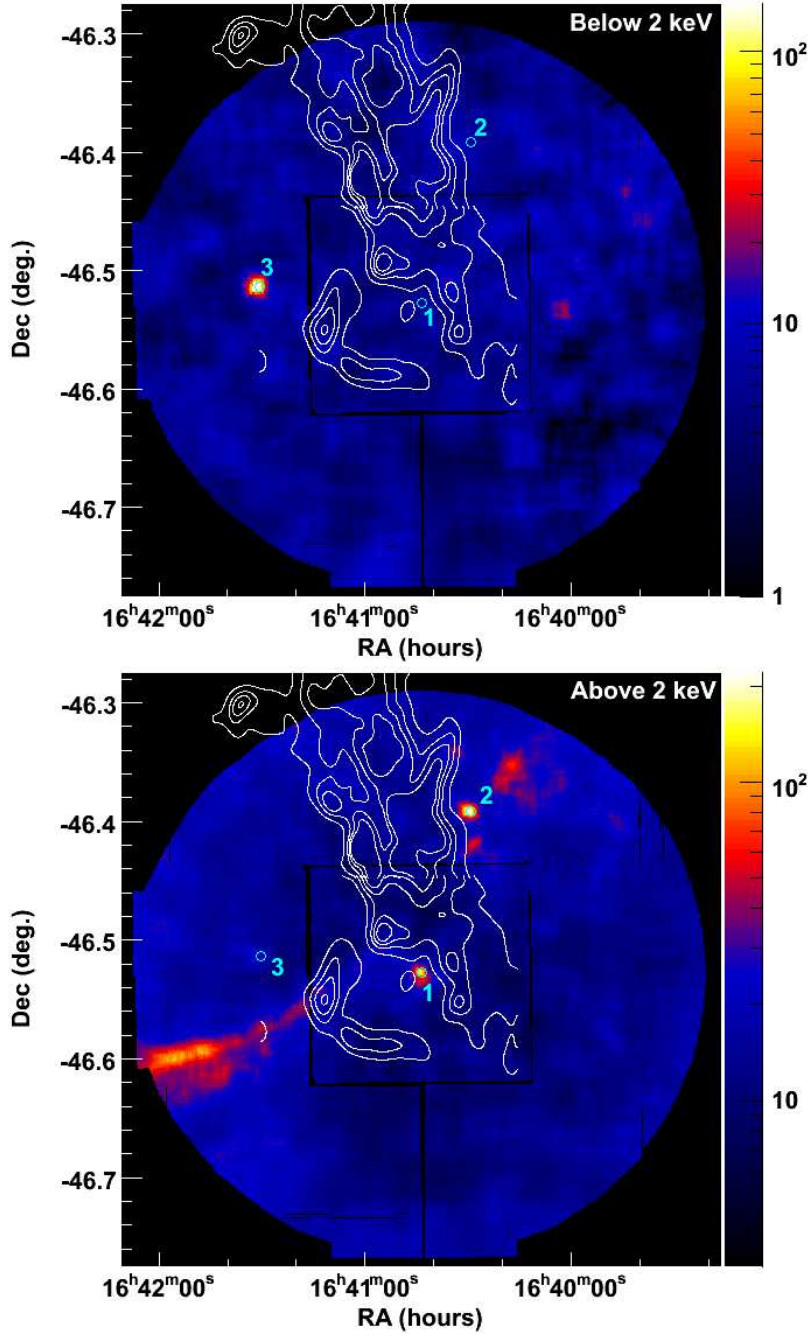 Below 2 keV
-46.3
-46.4
-46.5
-46.6
-46.7
Dec (deg.)
2
3
1
10²
10
1
16ʰ42ᵐ00ˢ 16ʰ41ᵐ00ˢ 16ʰ40ᵐ00ˢ
RA (hours)
Above 2 keV
-46.3
-46.4
-46.5
-46.6
-46.7
Dec (deg.)
2
3
1
10²
10
16ʰ42ᵐ00ˢ 16ʰ41ᵐ00ˢ 16ʰ40ᵐ00ˢ
RA (hours)